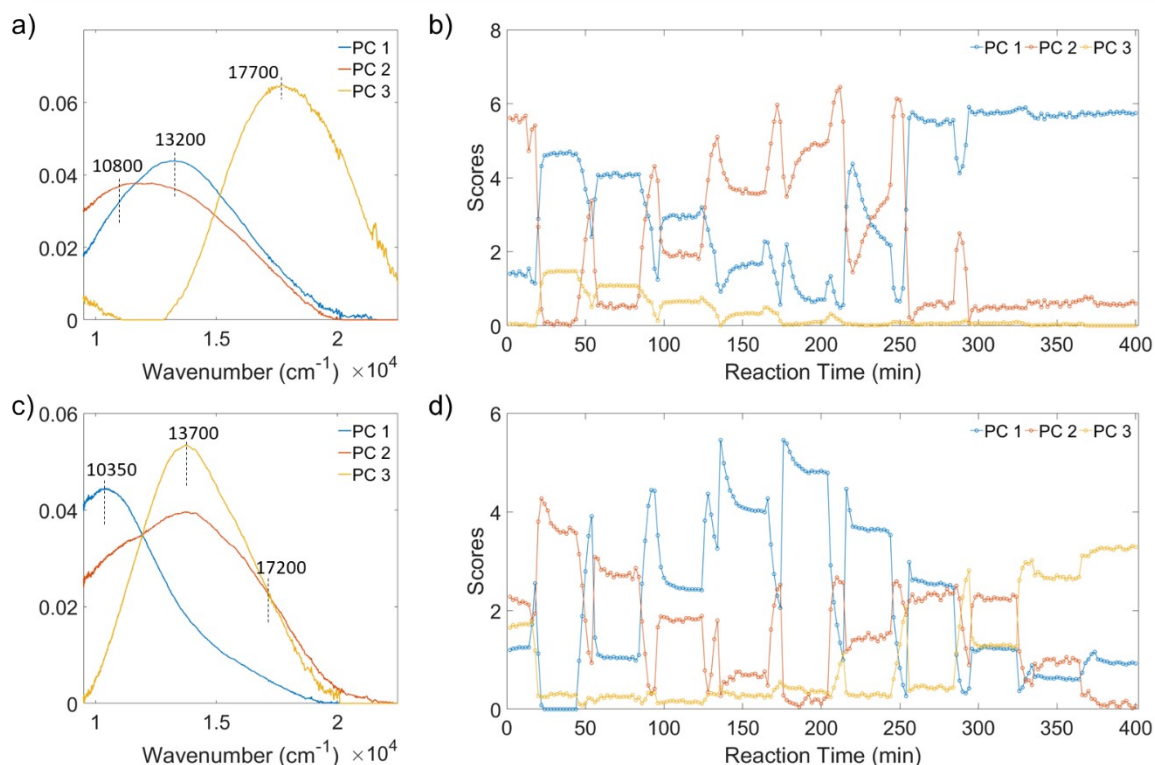 a)
PC 1
PC 2
PC 3
17700
13200
10800
0.06
0.04
0.02
0
1
1.5
2
Wavenumber (cm⁻¹) ×10⁴
b)
PC 1 PC 2 PC 3
8
6
4
2
0
Scores
0 50 100 150 200 250 300 350 400
Reaction Time (min)
c)
PC 1
PC 2
PC 3
13700
10350
17200
0.06
0.04
0.02
0
1
1.5
2
Wavenumber (cm⁻¹) ×10⁴
d)
PC 1 PC 2 PC 3
6
4
2
0
Scores
0 50 100 150 200 250 300 350 400
Reaction Time (min)